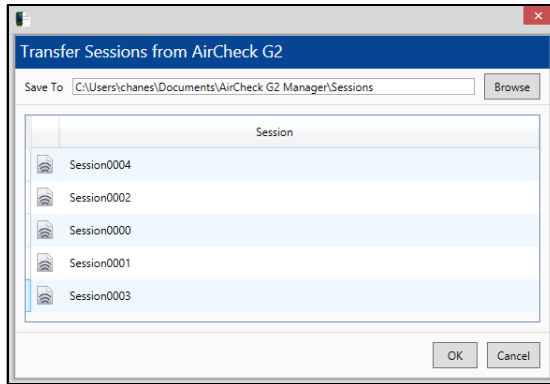 Transfer Sessions from AirCheck G2
Save To C:\Users\chanes\Documents\AirCheck G2 Manager\Sessions Browse
Session
Session0004
Session0002
Session0000
Session0001
Session0003
OK Cancel